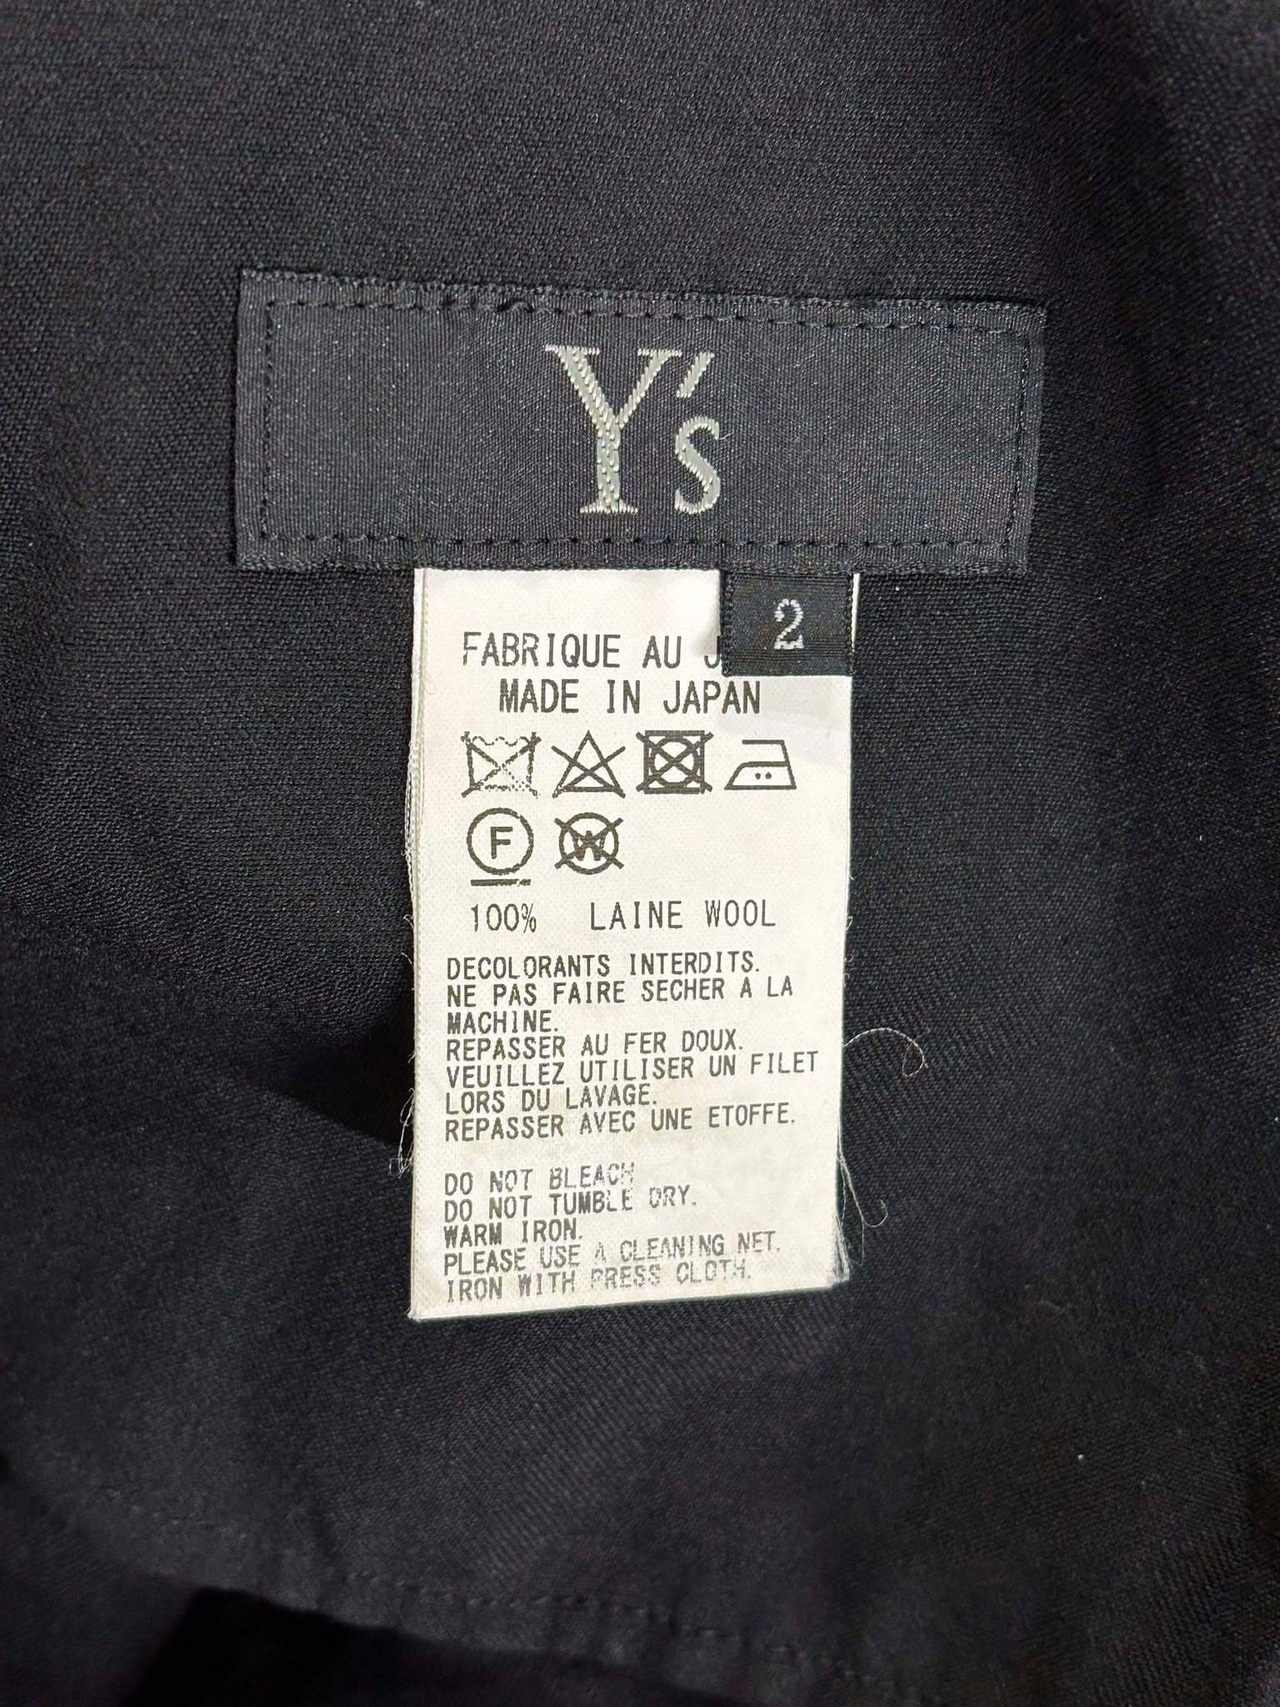 Y's
2
FABRIQUE AU
MADE IN JAPAN
F
W
100% LAINE WOOL
DECOLORANTS INTERDITS.
NE PAS FAIRE SECHER A LA
MACHINE.
REPASSER AU FER DOUX.
VEUILLEZ UTILISER UN FILET
LORS DU LAVAGE.
REPASSER AVEC UNE ETOFFE.
DO NOT BLEACH
DO NOT TUMBLE DRY.
WARM IRON.
PLEASE USE A CLEANING NET.
IRON WITH PRESS CLOTH.